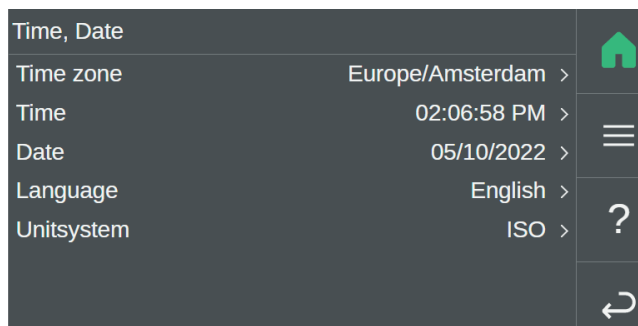 Time, Date
Time zone Europe/Amsterdam >
Time 02:06:58 PM >
Date 05/10/2022 >
Language English >
Unitsystem ISO >
?